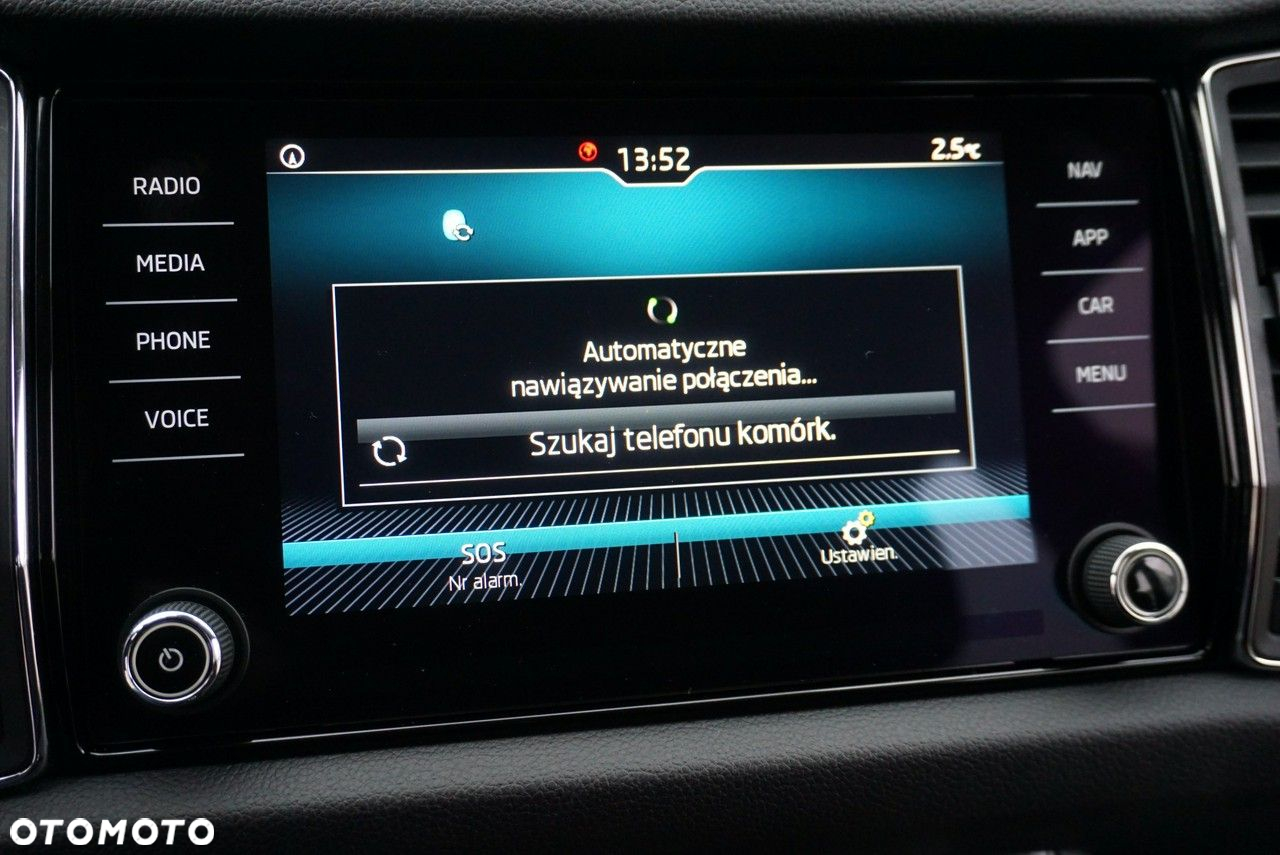 13:52
2.5°C
RADIO
MEDIA
PHONE
VOICE
Automatyczne
nawiązywanie połączenia...
Szukaj telefonu komórk.
SOS
Nr alarm.
Ustawien.
NAV
APP
CAR
MENU
OTOMOTO